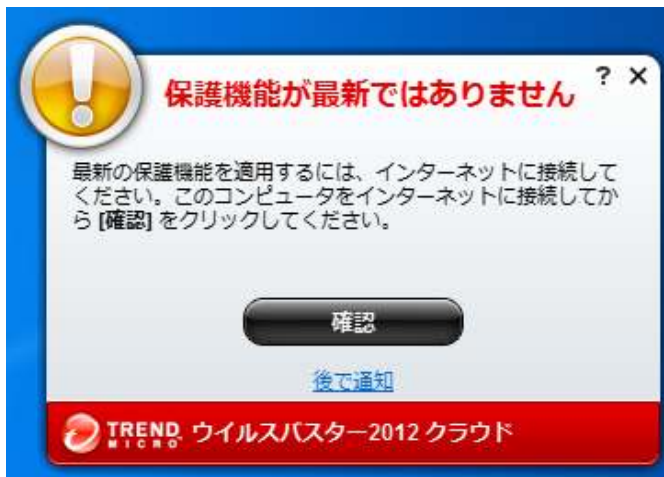 保護機能が最新ではありません
? ×
最新の保護機能を適用するには、インターネットに接続して
ください。このコンピュータをインターネットに接続してか
ら [確認] をクリックしてください。
確認
後で通知
TREND MICRO ウイルスバスター2012 クラウド